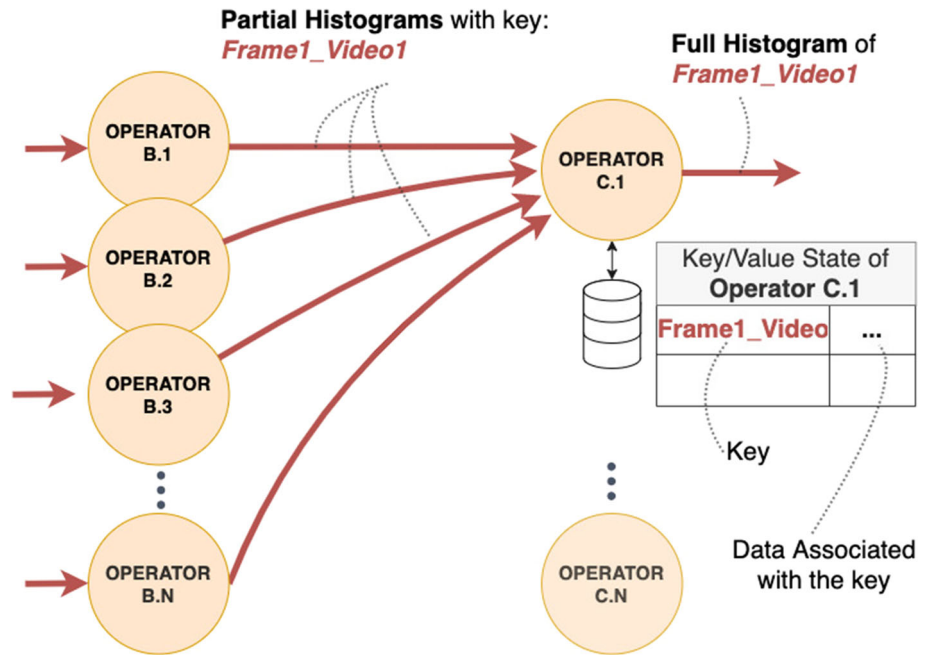 Partial Histograms with key:
Frame1_Video1
Full Histogram of
Frame1_Video1
OPERATOR
B.1
OPERATOR
C.1
OPERATOR
B.2
Key/Value State of
Operator C.1
Frame1_Video
...
OPERATOR
B.3
Key
OPERATOR
B.N
OPERATOR
C.N
Data Associated
with the key